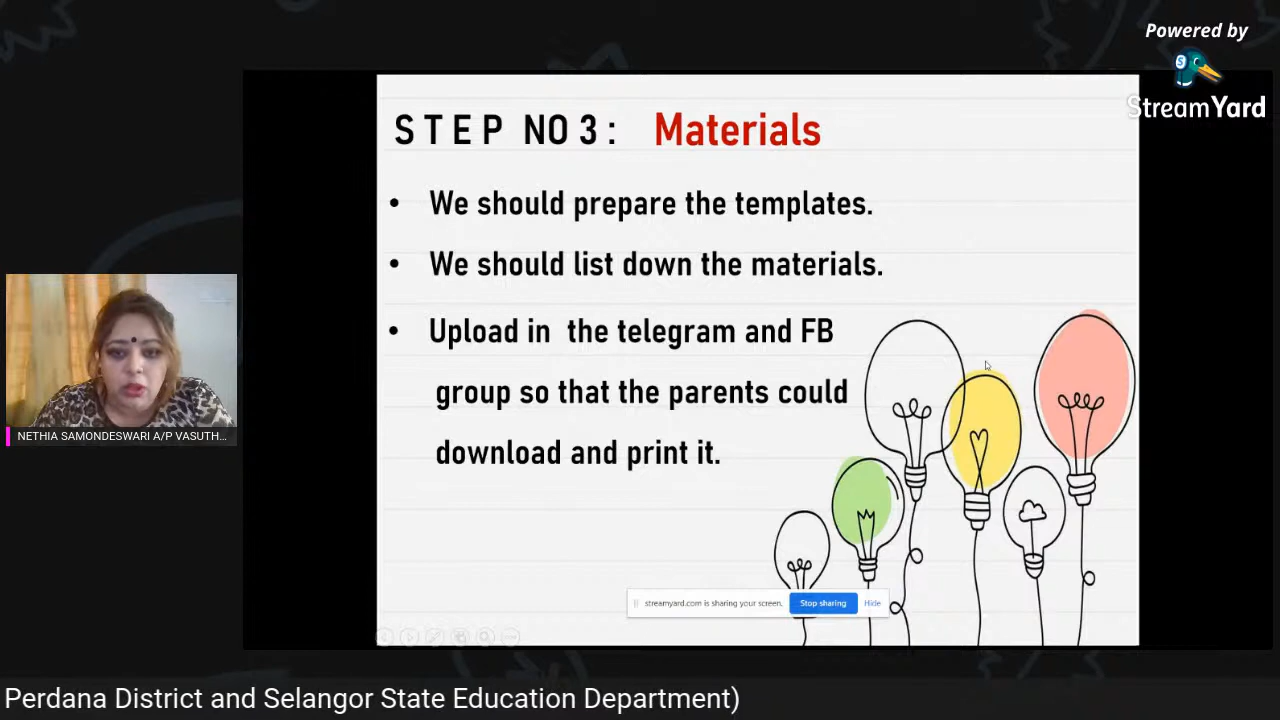 Powered by
StreamYard
STEP NO 3: Materials
• We should prepare the templates.
• We should list down the materials.
• Upload in the telegram and FB
group so that the parents could
download and print it.
NETHIA SAMONDESWARI A/P VASUTH...
streamyard.com is sharing your screen. Stop sharing Hide
Perdana District and Selangor State Education Department)